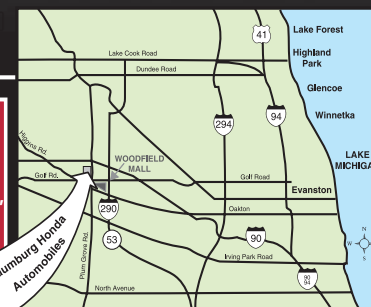 41
Lake Forest
Highland
Park
Lake Cook Road
Dundee Road
Glencoe
294
94
Winnetka
Higgins Rd.
WOODFIELD
MALL
LAKE
Golf Rd.
Golf Road
Evanston
290
Oakton
Honda
Automobiles
53
90
Plum Grove Rd.
Irving Park Road
N
W
S
90
94
North Avenue